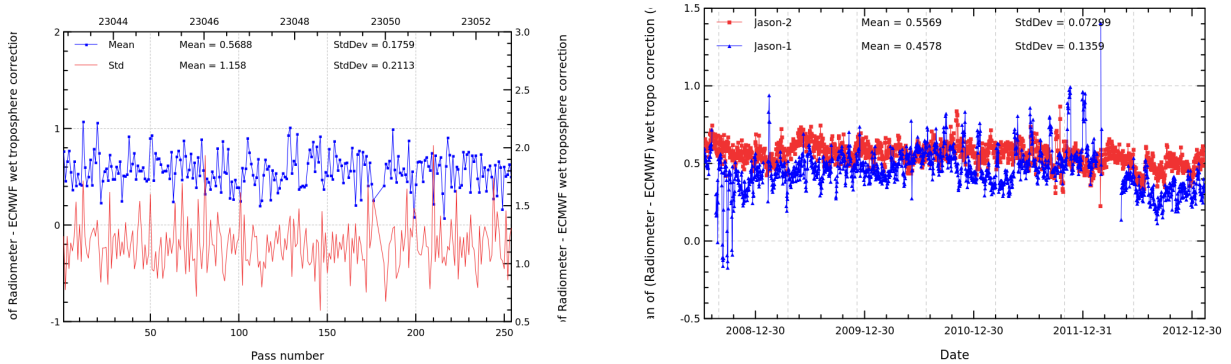 23044 23046 23048 23050 23052
Mean Mean = 0.5688 StdDev = 0.1759
Std Mean = 1.158 StdDev = 0.2113
of Radiometer - ECMWF wet troposphere correction
2
1
0
-1
3.0
2.5
2.0
1.5
1.0
0.5
of Radiometer - ECMWF wet troposphere correction
50 100 150 200 250
Pass number
Jason-2 Mean = 0.5569 StdDev = 0.07299
Jason-1 Mean = 0.4578 StdDev = 0.1359
of (Radiometer - ECMWF) wet tropo correction (
1.5
1.0
0.5
0.0
-0.5
2008-12-30 2009-12-30 2010-12-30 2011-12-31 2012-12-30
Date